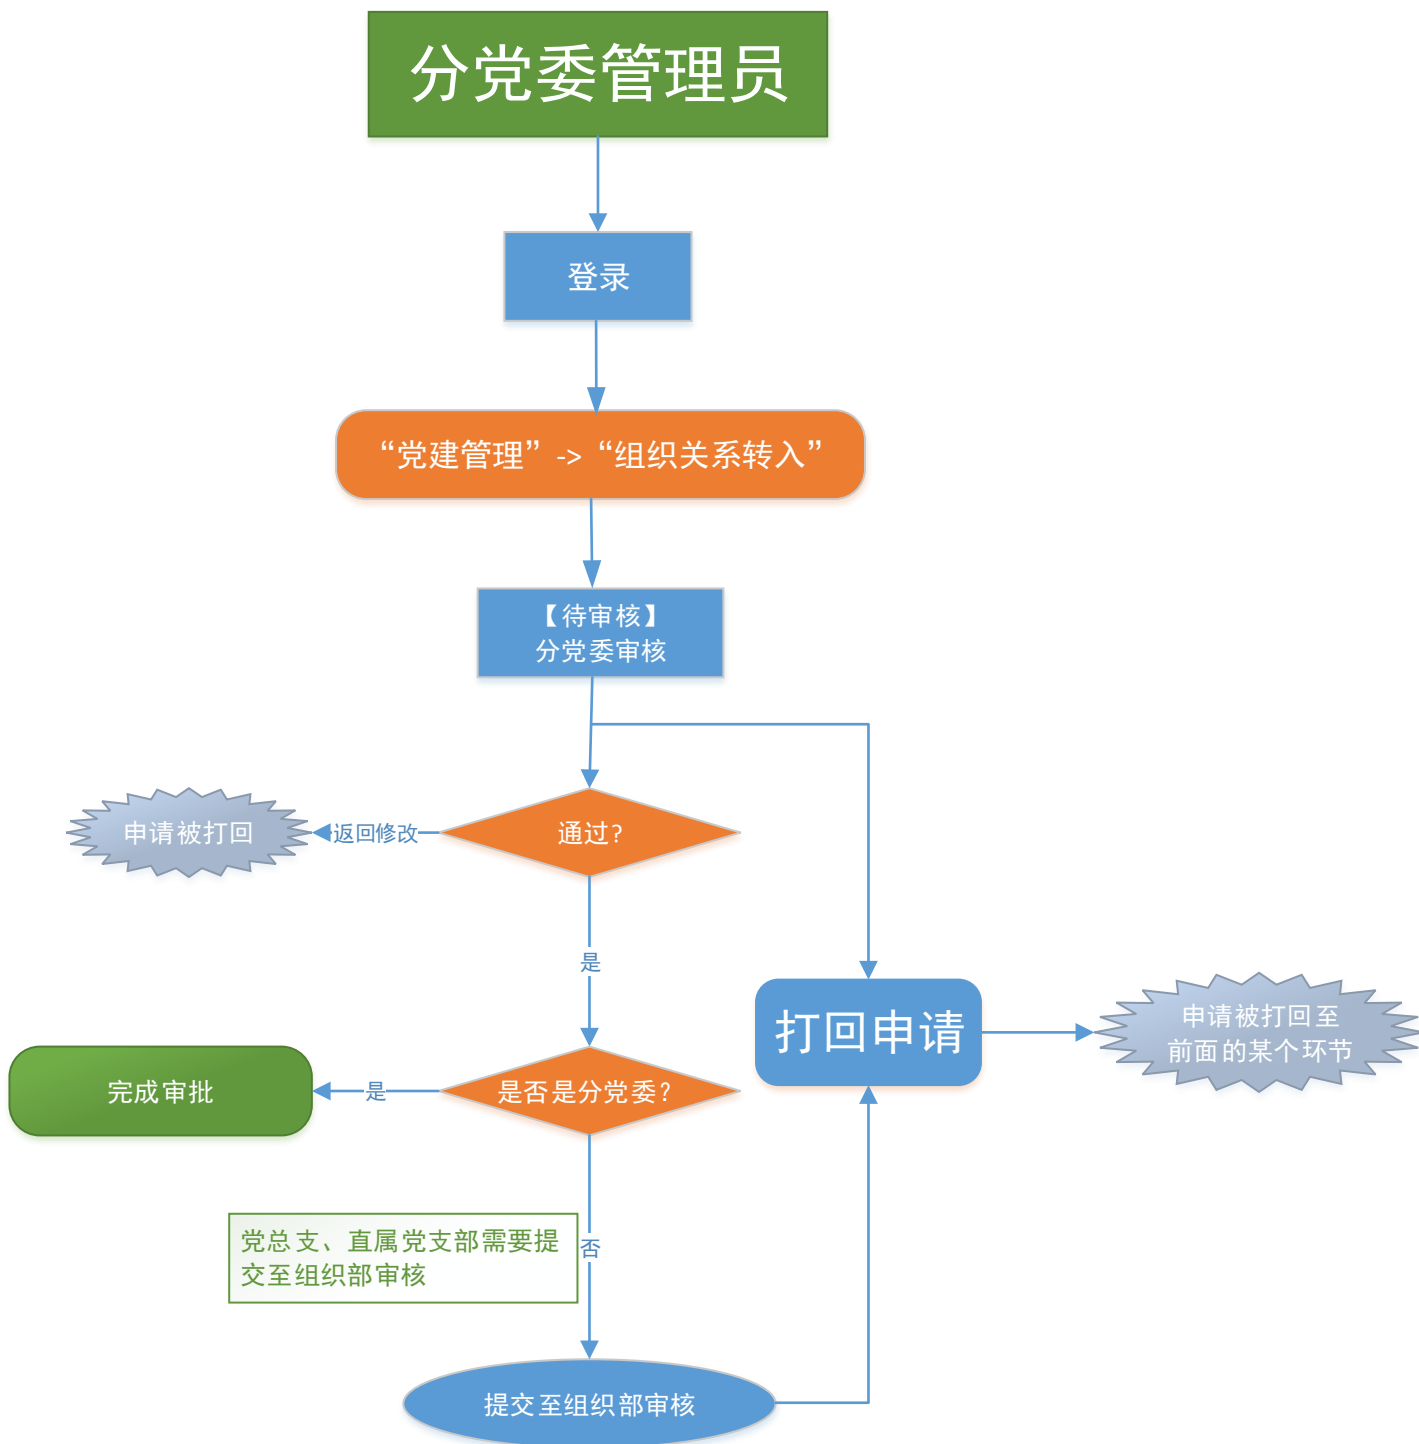 分党委管理员
登录
“党建管理”->“组织关系转入”
【待审核】
分党委审核
通过?
返回修改
申请被打回
是
打回申请
申请被打回至
前面的某个环节
是否是分党委?
是
完成审批
党总支、直属党支部需要提
交至组织部审核
否
提交至组织部审核